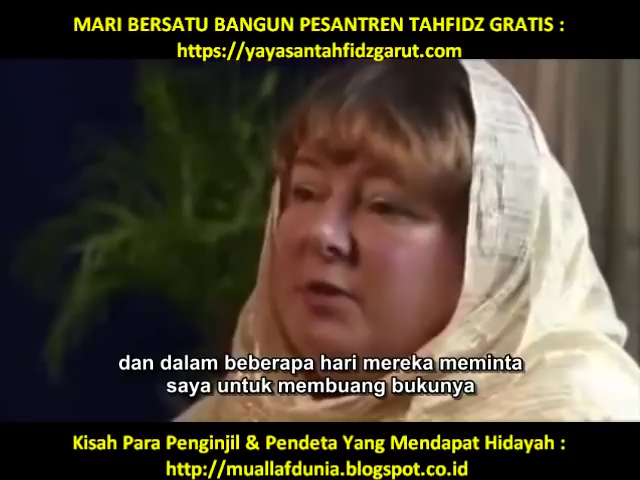 MARI BERSATU BANGUN PESANTREN TAHFIDZ GRATIS :
https://yayasantahfidzgarut.com
dan dalam beberapa hari mereka meminta
saya untuk membuang bukunya
Kisah Para Penginjil & Pendeta Yang Mendapat Hidayah :
http://muallafdunia.blogspot.co.id